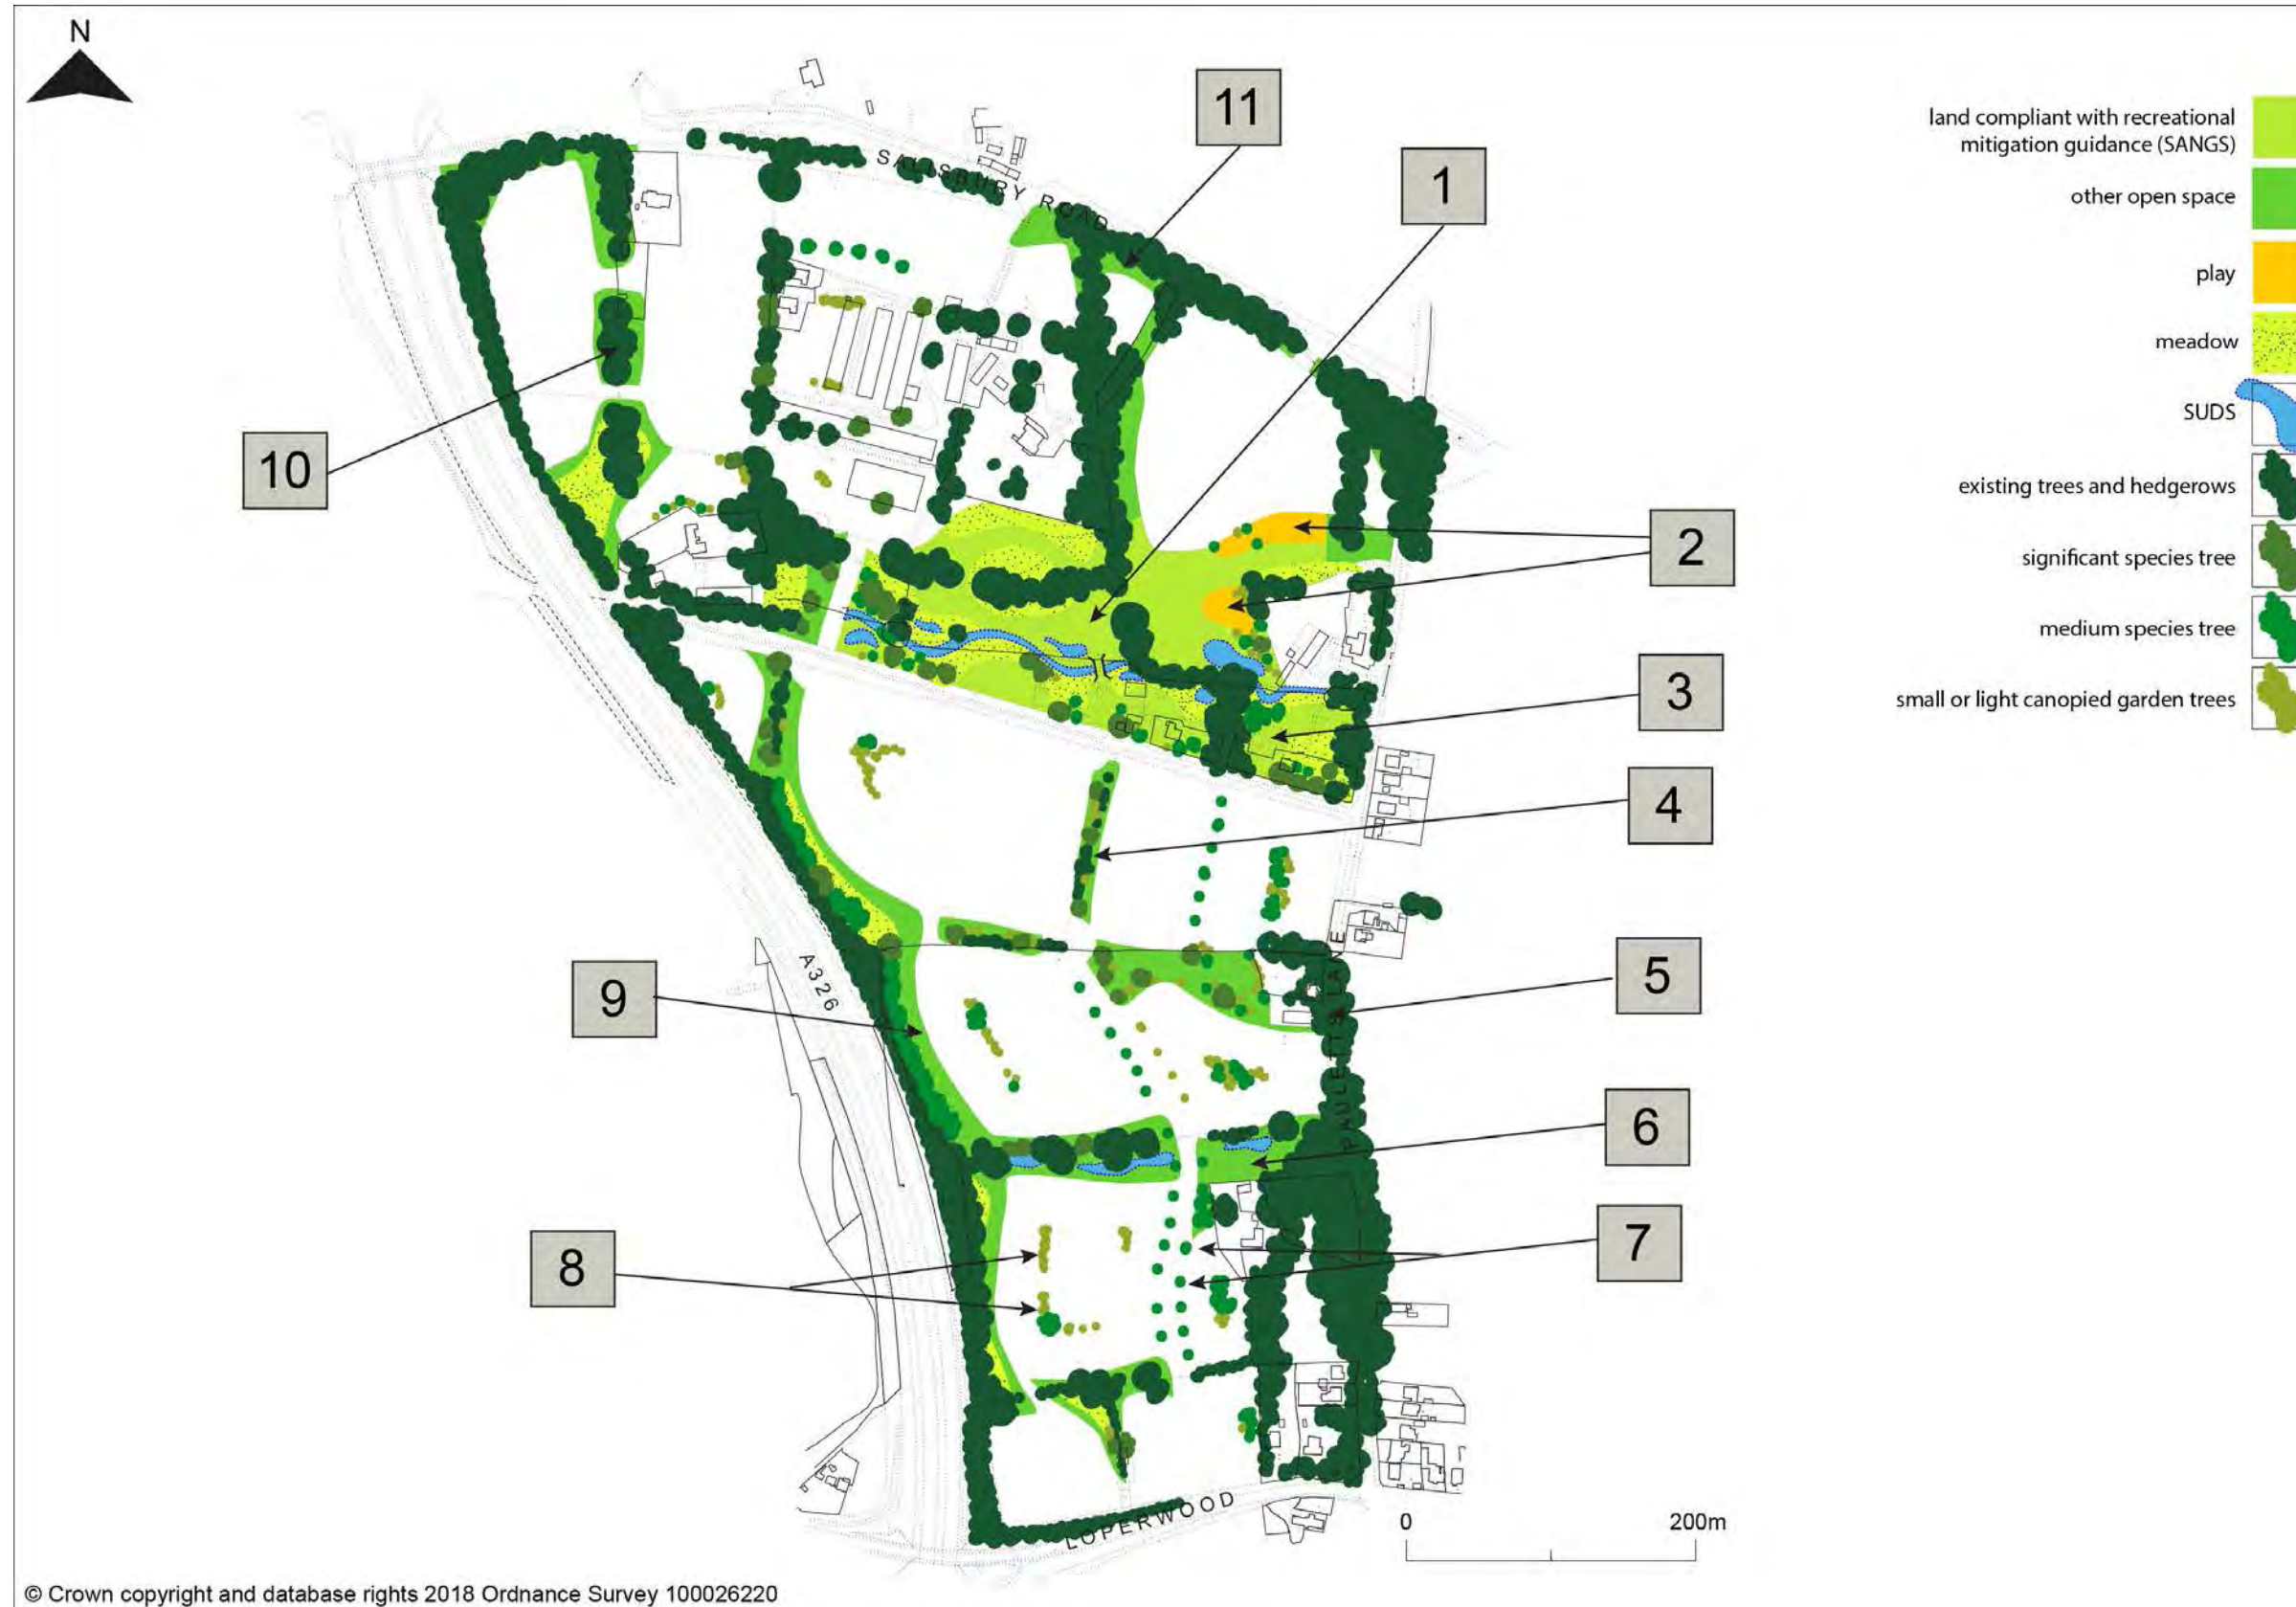 N
11
1
SALISBURY ROAD
10
2
3
4
5
9
A326
PAULETTS LANE
6
7
8
LOPERWOOD
0 200m
land compliant with recreational
mitigation guidance (SANGS)
other open space
play
meadow
SUDS
existing trees and hedgerows
significant species tree
medium species tree
small or light canopied garden trees
© Crown copyright and database rights 2018 Ordnance Survey 100026220